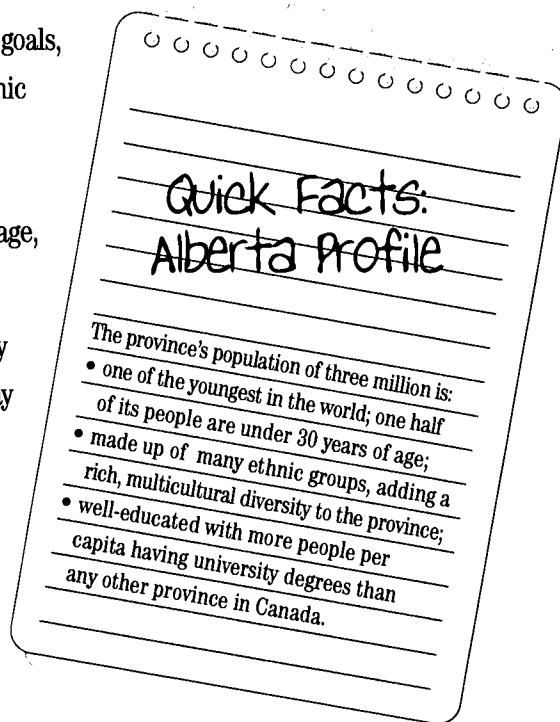 goals,
nic
age,
y
y
Quick Facts:
Alberta Profile
The province's population of three million is:
• one of the youngest in the world; one half
of its people are under 30 years of age;
• made up of many ethnic groups, adding a
rich, multicultural diversity to the province;
• well-educated with more people per
capita having university degrees than
any other province in Canada.